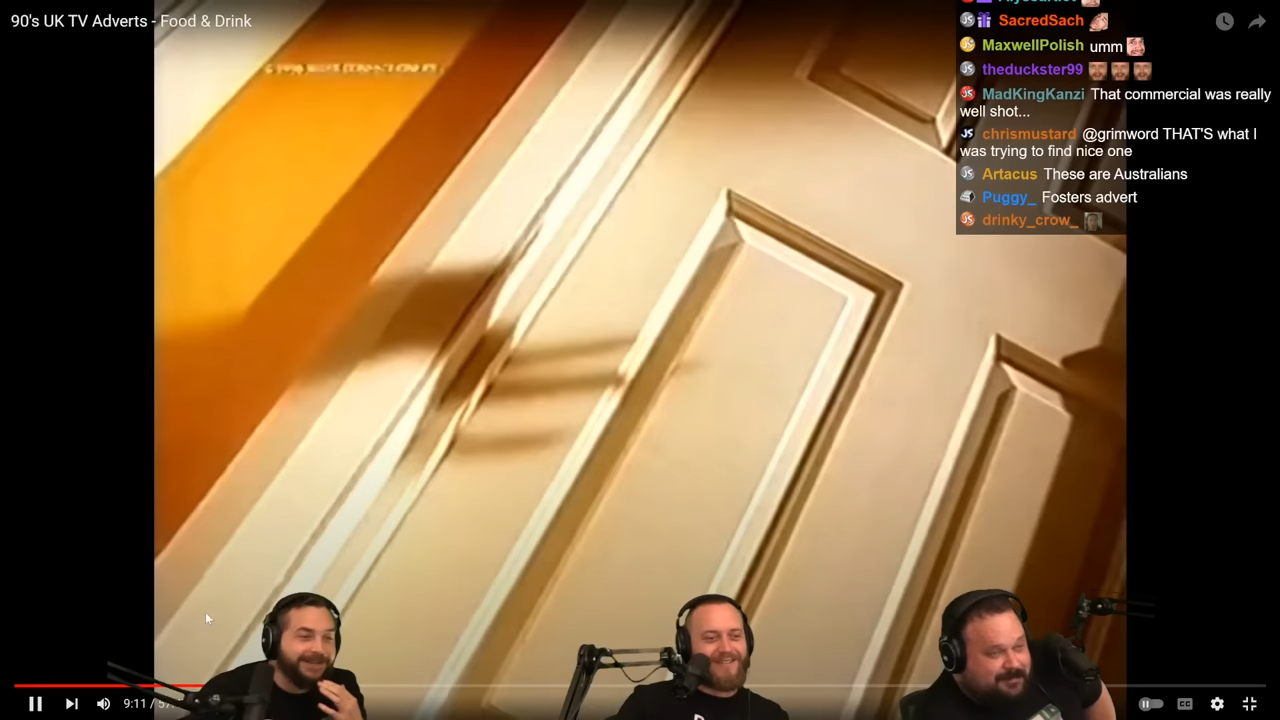 90's UK TV Adverts - Food & Drink
SacredSach
MaxwellPolish umm
theduckster99
MadKingKanzi That commercial was really
well shot...
chrismustard @grimword THAT'S what I
was trying to find nice one
Artacus These are Australians
Puggy_ Fosters advert
drinky_crow_
9:11 / 57: